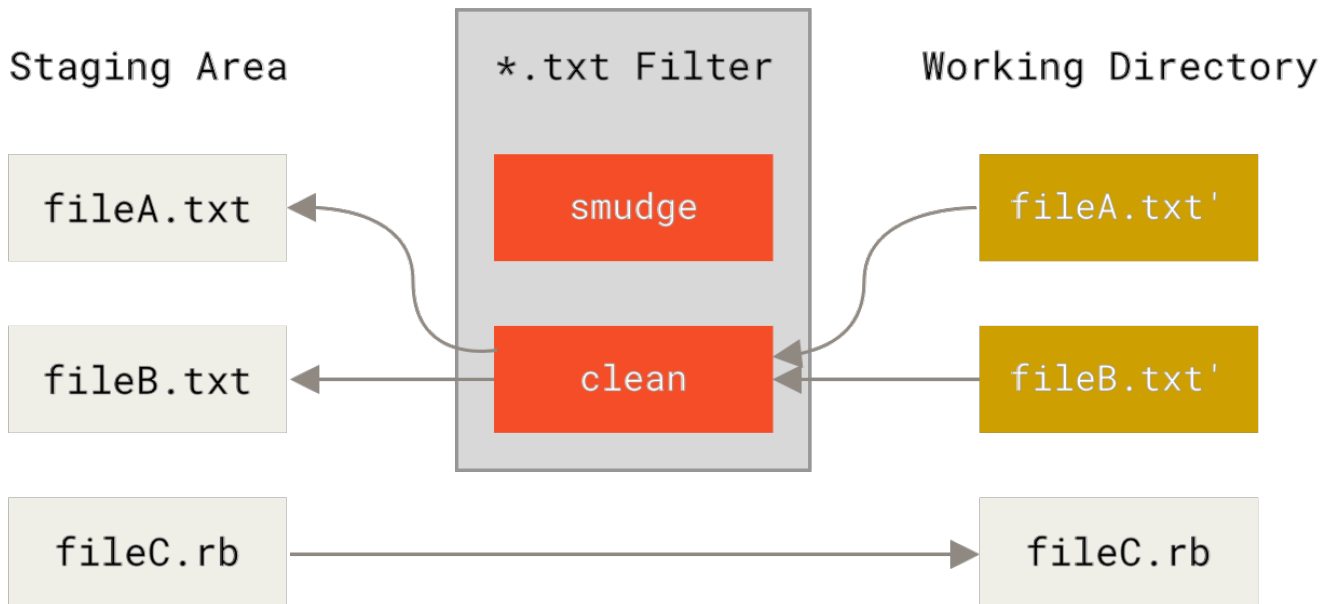 Staging Area
*.txt Filter
Working Directory
fileA.txt
smudge
fileA.txt'
fileB.txt
clean
fileB.txt'
fileC.rb
fileC.rb